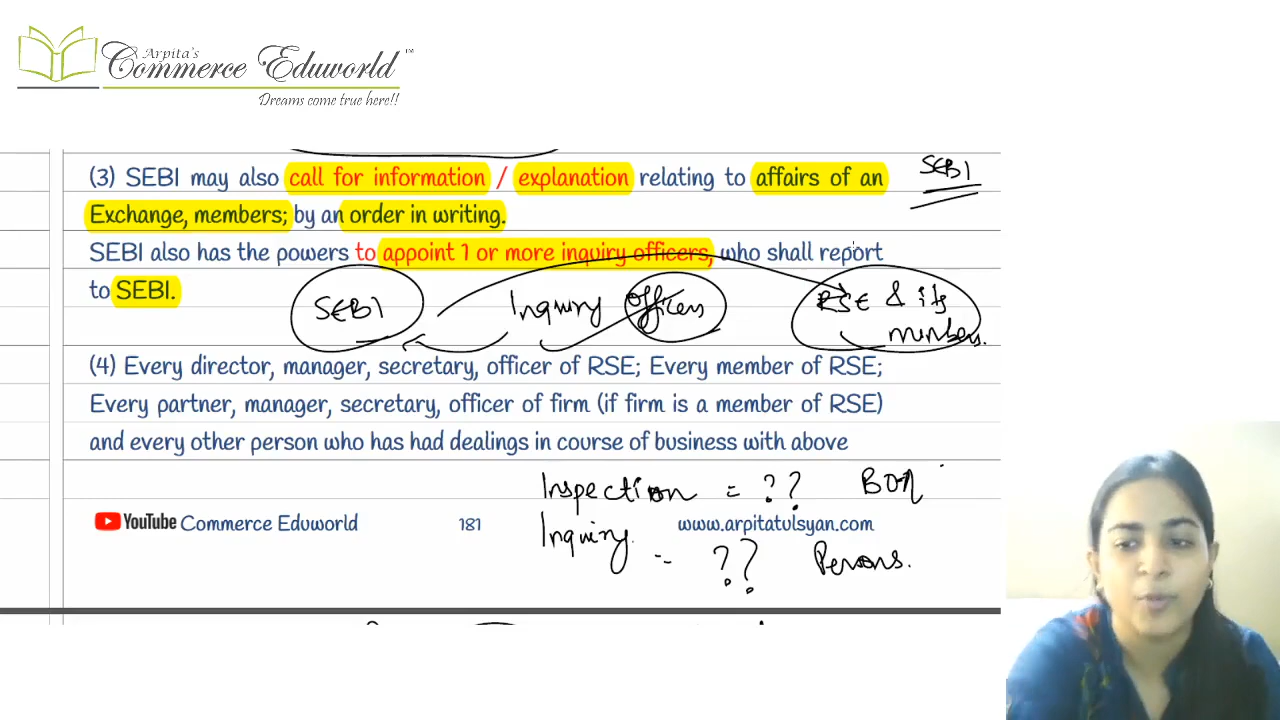 Arpita's
Commerce Eduworld™
Dreams come true here!!
(3) SEBI may also call for information / explanation relating to affairs of an
SEBI
Exchange, members; by an order in writing.
SEBI also has the powers to appoint 1 or more inquiry officers, who shall report
to SEBI.
SEBI Inquiry officers RSE & its
members.
(4) Every director, manager, secretary, officer of RSE; Every member of RSE;
Every partner, manager, secretary, officer of firm (if firm is a member of RSE)
and every other person who has had dealings in course of business with above
Inspection = ??
Inquiry
YouTube Commerce Eduworld 181 www.arpitatulsyan.com
= ?? Persons.